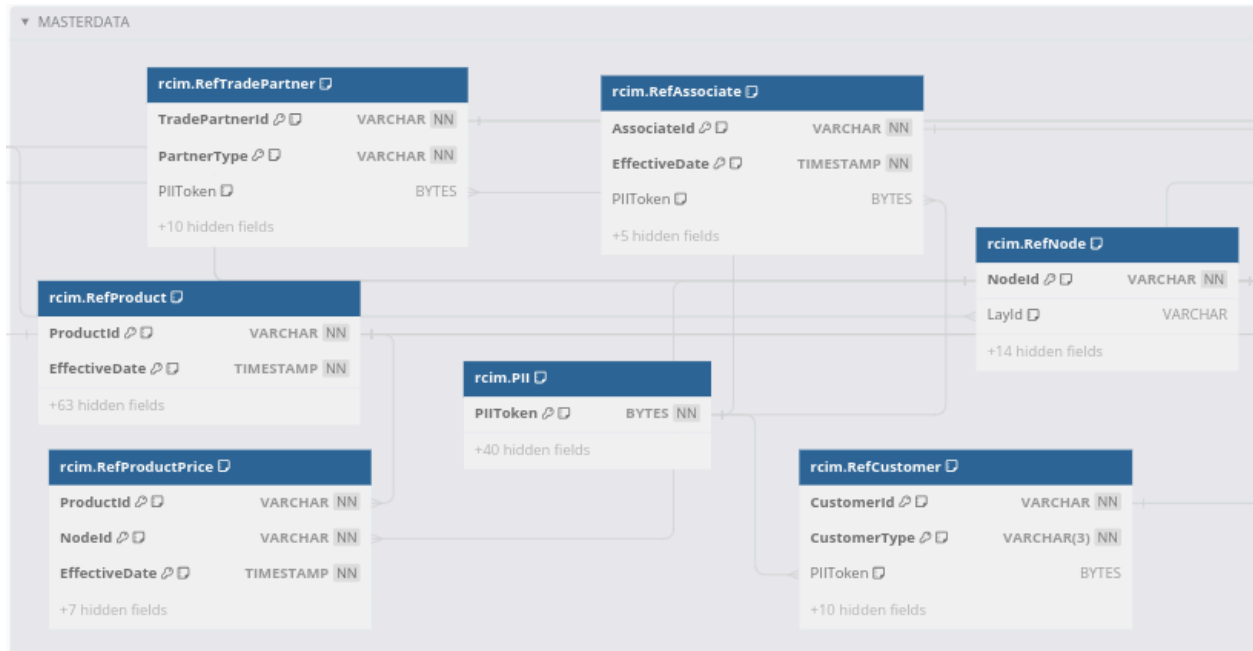 MASTERDATA
rcim.RefTradePartner
TradePartnerId VARCHAR NN
PartnerType VARCHAR NN
PIIToken BYTES
+10 hidden fields
rcim.RefAssociate
AssociateId VARCHAR NN
EffectiveDate TIMESTAMP NN
PIIToken BYTES
+5 hidden fields
rcim.RefNode
NodeId VARCHAR NN
LayId VARCHAR
+14 hidden fields
rcim.RefProduct
ProductId VARCHAR NN
EffectiveDate TIMESTAMP NN
+63 hidden fields
rcim.PII
PIIToken BYTES NN
+40 hidden fields
rcim.RefProductPrice
ProductId VARCHAR NN
NodeId VARCHAR NN
EffectiveDate TIMESTAMP NN
+7 hidden fields
rcim.RefCustomer
CustomerId VARCHAR NN
CustomerType VARCHAR(3) NN
PIIToken BYTES
+10 hidden fields